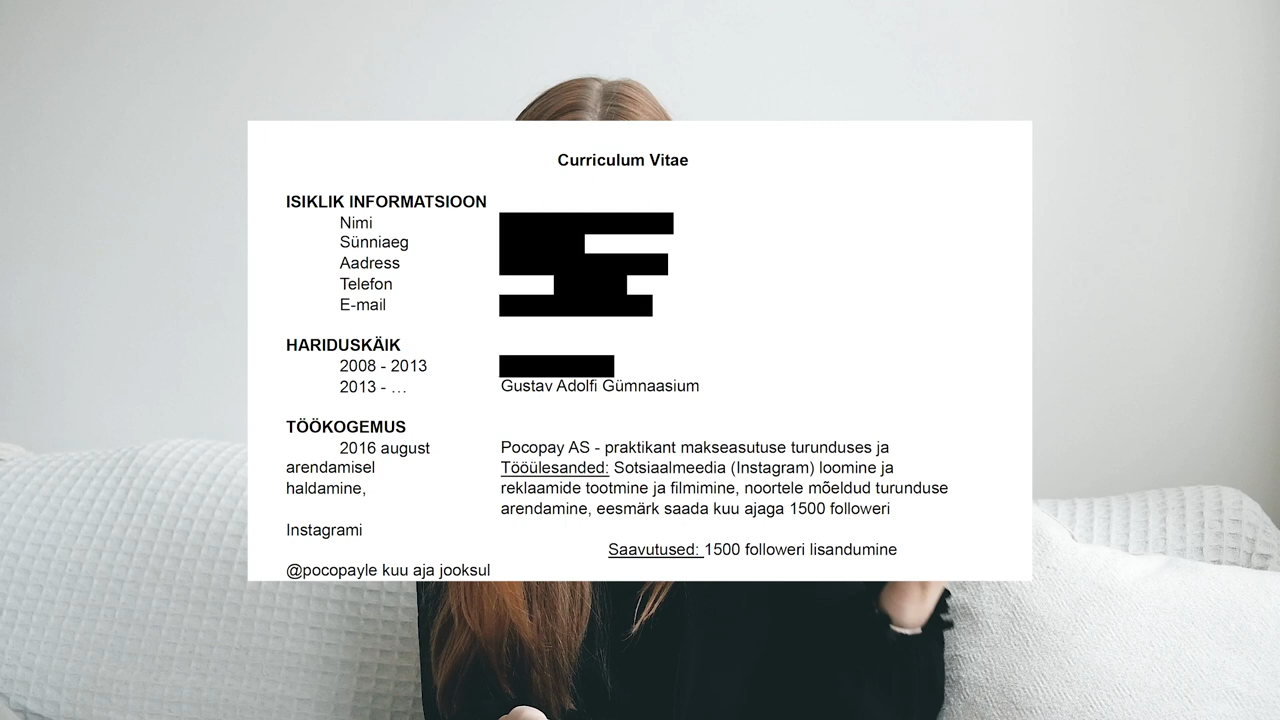 Curriculum Vitae
ISIKLIK INFORMATSIOON
Nimi
Sünniaeg
Aadress
Telefon
E-mail
HARIDUSKÄIK
2008 - 2013
2013 - … Gustav Adolfi Gümnaasium
TÖÖKOGEMUS
2016 august Pocopay AS - praktikant makseasutuse turunduses ja
arendamisel Tööülesanded: Sotsiaalmeedia (Instagram) loomine ja
haldamine, reklaamide tootmine ja filmimine, noortele mõeldud turunduse
arendamine, eesmärk saada kuu ajaga 1500 followeri
Instagrami
Saavutused: 1500 followeri lisandumine
@pocopayle kuu aja jooksul